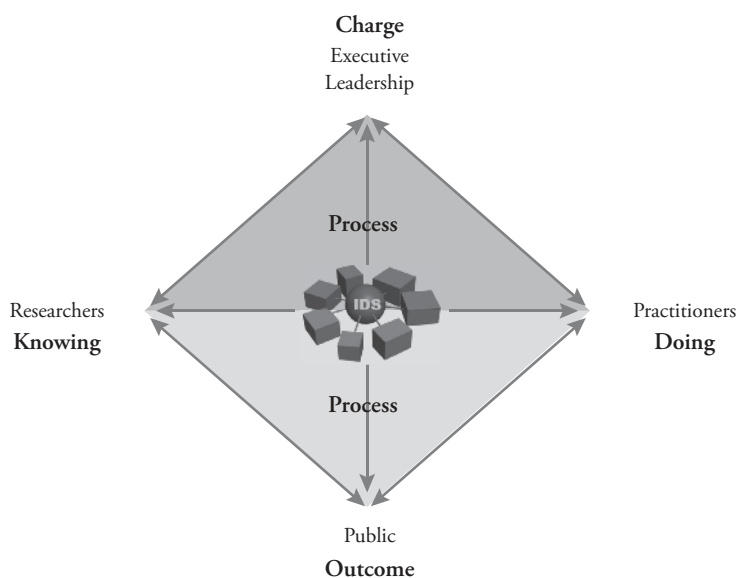 Charge
Executive
Leadership
Process
IDS
Researchers
Knowing
Practitioners
Doing
Process
Public
Outcome